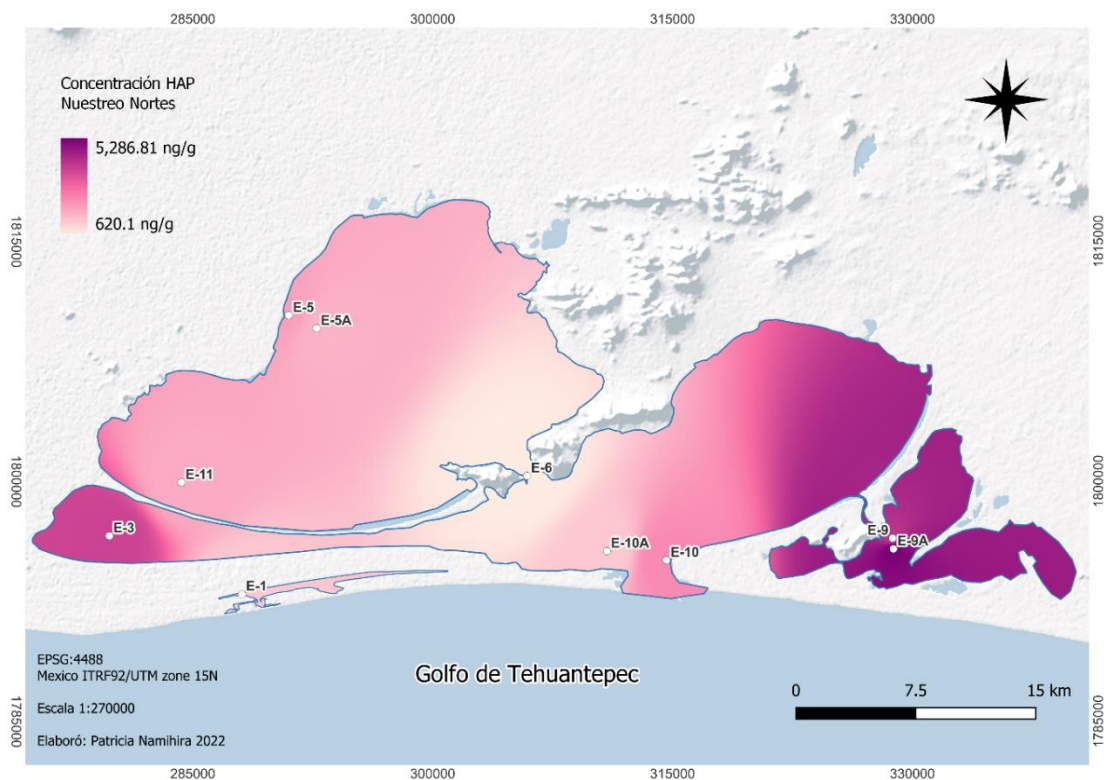 285000 300000 315000 330000
Concentración HAP
Nuestreo Nortes
5,286.81 ng/g
620.1 ng/g
1815000 1815000
E-5
E-5A
E-11
E-6
1800000 1800000
E-3
E-9
E-9A
E-10A
E-10
E-1
EPSG:4488
Mexico ITRF92/UTM zone 15N
Golfo de Tehuantepec
0 7.5 15 km
Escala 1:270000
1785000 1785000
Elaboró: Patricia Namihira 2022
285000 300000 315000 330000